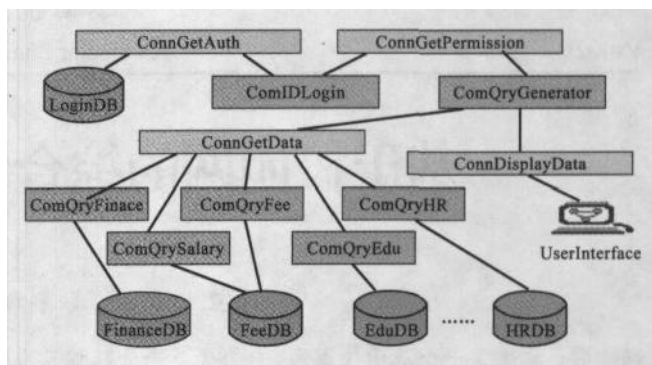 ConnGetAuth
ConnGetPermission
LoginDB
ComIDLogin
ComQryGenerator
ConnGetData
ConnDisplayData
ComQryFinace
ComQryFee
ComQryHR
ComQrySalary
ComQryEdu
UserInterface
FinanceDB
FeeDB
EduDB
……
HRDB